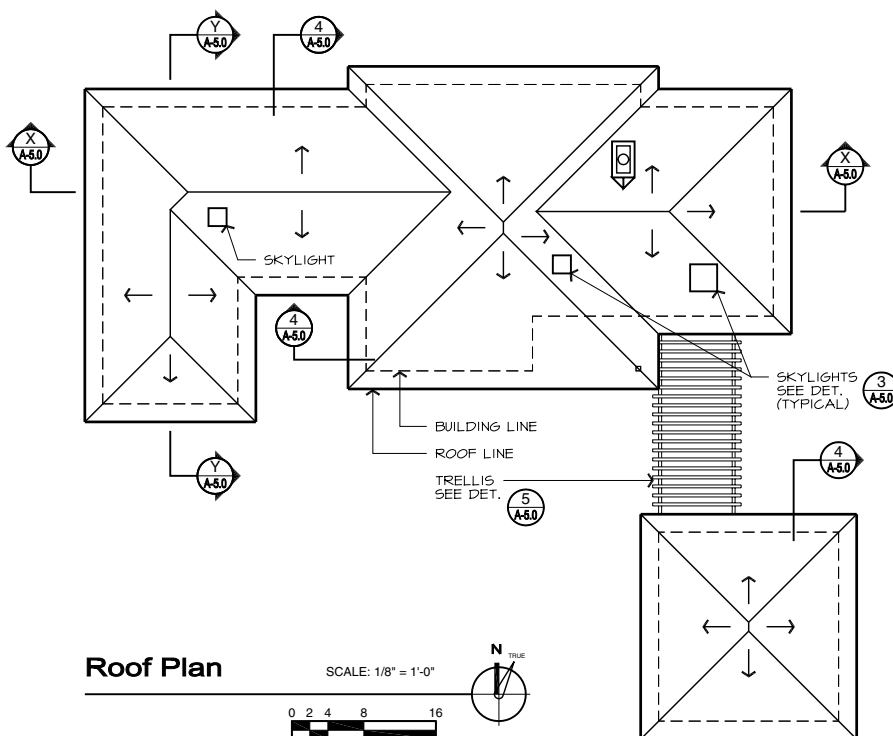 Y
A-5.0
4
A-5.0
X
A-5.0
X
A-5.0
SKYLIGHT
4
A-5.0
SKYLIGHTS
SEE DET.
(TYPICAL)
3
A-5.0
BUILDING LINE
ROOF LINE
TRELLIS
SEE DET.
5
A-5.0
Y
A-5.0
4
A-5.0
Roof Plan
SCALE: 1/8" = 1'-0"
N
TRUE
0 2 4 8 16